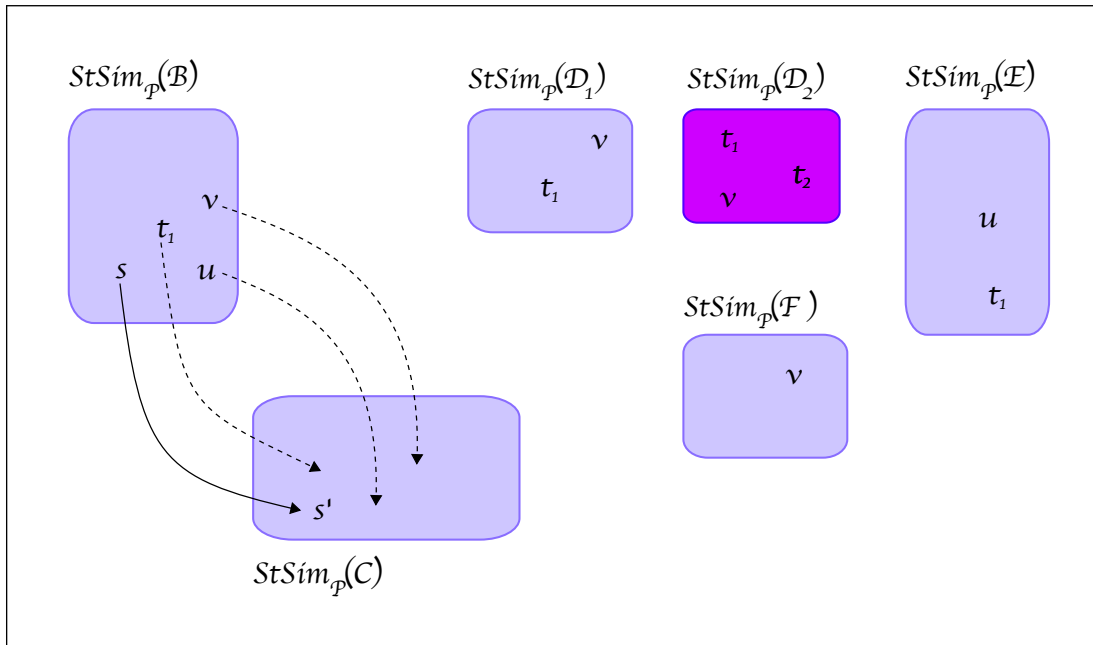 StSim𝒫(ℬ)
StSim𝒫(𝒟₁)
StSim𝒫(𝒟₂)
StSim𝒫(ℰ)
v
t₁
s
u
v
t₁
t₁
t₂
v
u
t₁
StSim𝒫(ℱ)
v
s'
StSim𝒫(𝒞)